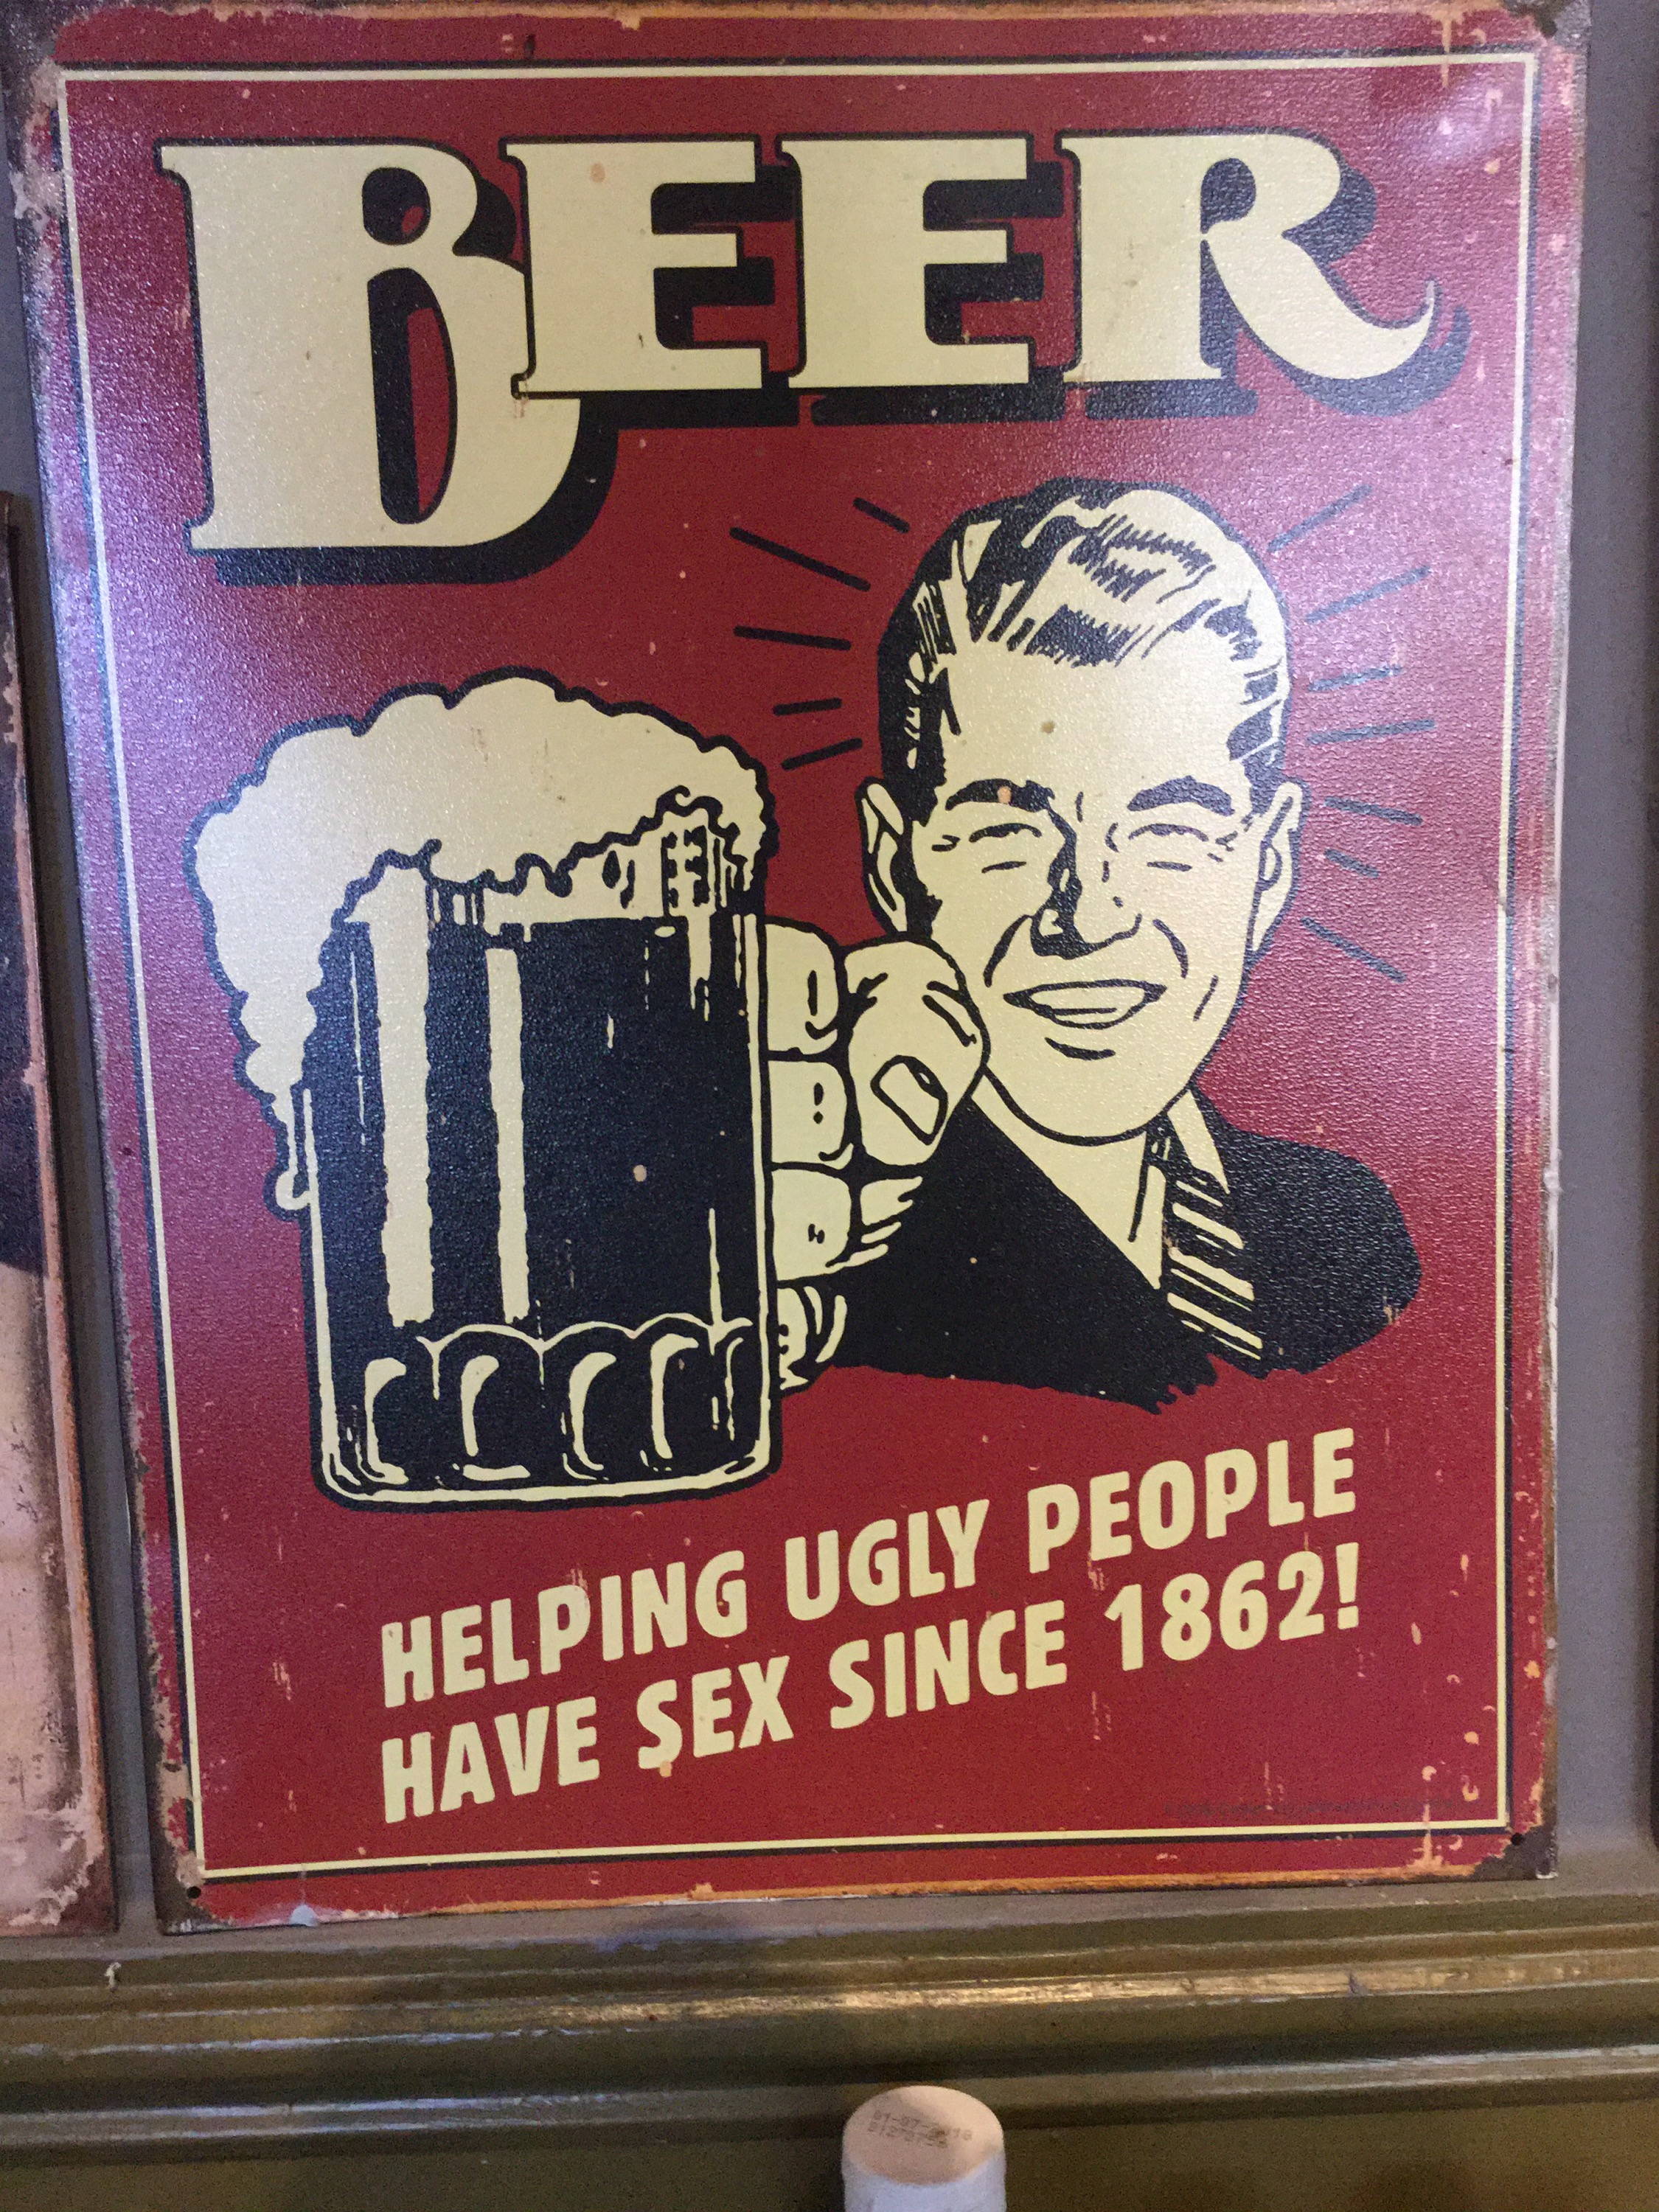 BEER
HELPING UGLY PEOPLE
HAVE SEX SINCE 1862!